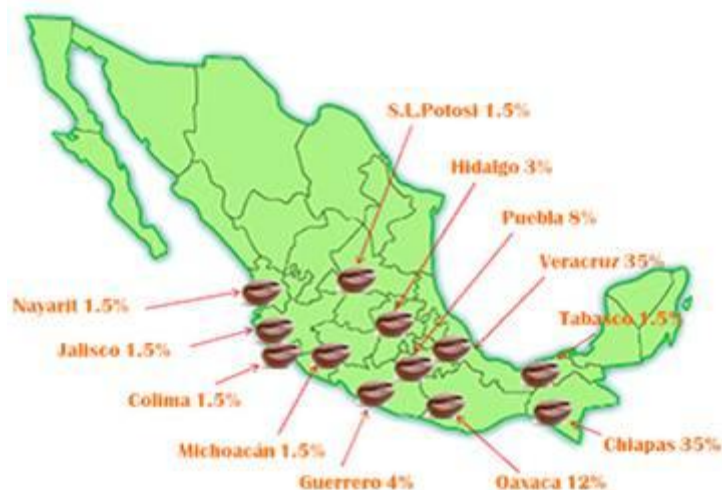 S.L.Potosi 1.5%
Hidalgo 3%
Puebla 8%
Veracruz 35%
Nayarit 1.5%
Tabasco 1.5%
Jalisco 1.5%
Colima 1.5%
Michoacán 1.5%
Chiapas 35%
Guerrero 4%
Oaxaca 12%